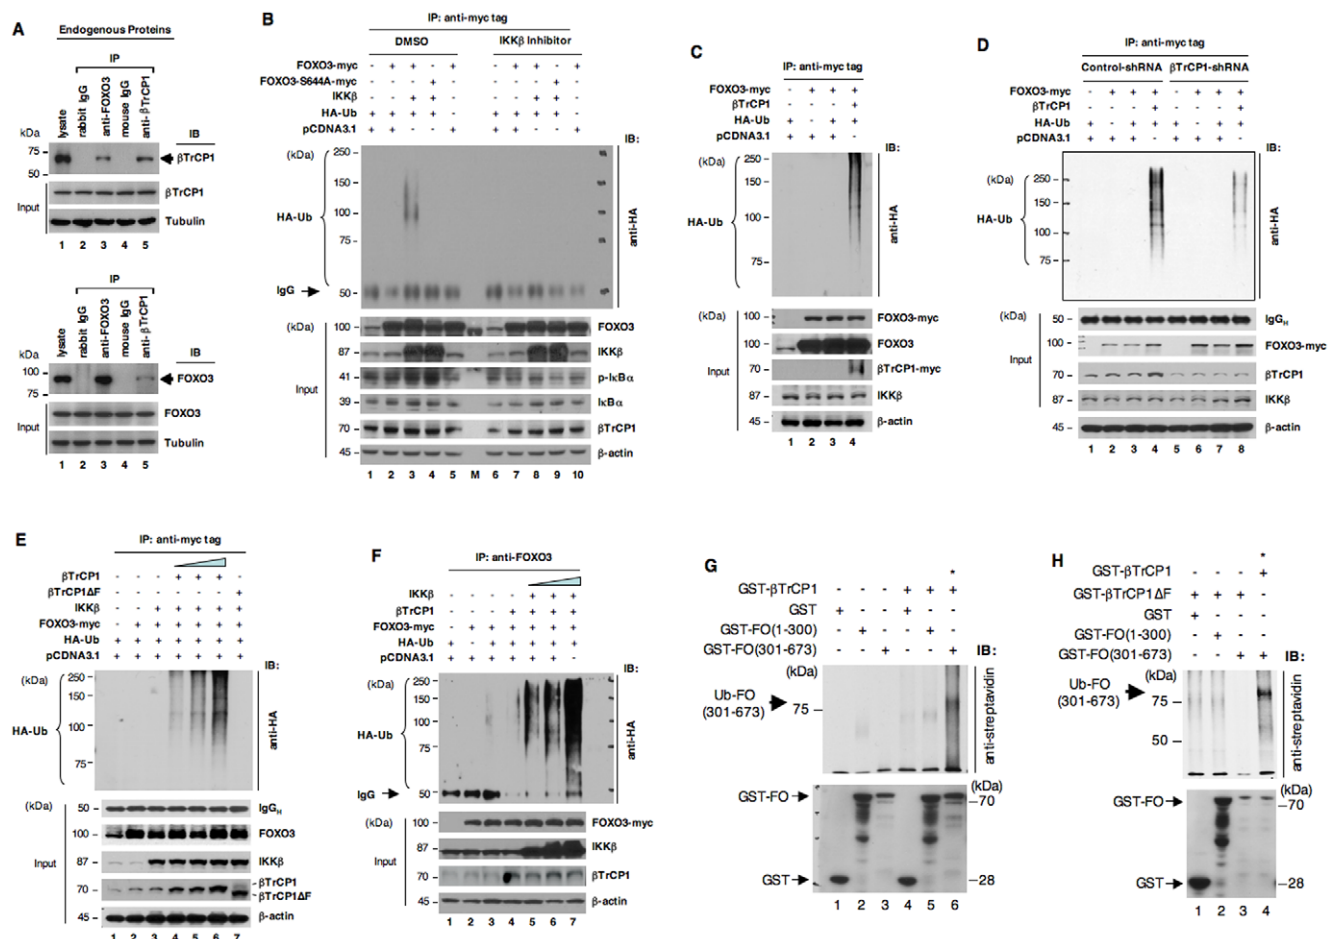 A
Endogenous Proteins
IP
lysate
rabbit IgG
anti-FOXO3
mouse IgG
anti-βTrCP1
IB
kDa
75
50
βTrCP1
Input
βTrCP1
Tubulin
1 2 3 4 5
IP
lysate
rabbit IgG
anti-FOXO3
mouse IgG
anti-βTrCP1
IB
kDa
100
75
FOXO3
Input
FOXO3
Tubulin
1 2 3 4 5
B
IP: anti-myc tag
DMSO IKKβ Inhibitor
FOXO3-myc - + + - - - + + - +
FOXO3-S644A-myc - - - + - - - - + -
IKKβ - - + + - - - + + -
HA-Ub + + + + - + + + + -
pCDNA3.1 + + - - + + + - - +
IB:
(kDa) 250
150
HA-Ub 100
75
IgG 50
anti-HA
(kDa) 100 FOXO3
87 IKKβ
Input 41 p-IκBα
39 IκBα
70 βTrCP1
45 β-actin
1 2 3 4 5 M 6 7 8 9 10
C
IP: anti-myc tag
FOXO3-myc - + + +
βTrCP1 - - - +
HA-Ub + - + +
pCDNA3.1 + + + -
IB:
(kDa) 250
150
HA-Ub 100
75
60
anti-HA
(kDa) 100 FOXO3-myc
100 FOXO3
Input 70 βTrCP1-myc
87 IKKβ
45 β-actin
1 2 3 4
D
IP: anti-myc tag
Control-shRNA βTrCP1-shRNA
FOXO3-myc - + + + - + + +
βTrCP1 - - - + - - - +
HA-Ub + - + + + - + +
pCDNA3.1 + + + - + + + -
IB:
(kDa) 250
150
HA-Ub
100
75
anti-HA
(kDa) 50 IgGH
100 FOXO3-myc
Input 70 βTrCP1
87 IKKβ
45 β-actin
1 2 3 4 5 6 7 8
E
IP: anti-myc tag
βTrCP1 - - - + + + -
βTrCP1ΔF - - - - - - +
IKKβ - - + + + + +
FOXO3-myc - + + + + + +
HA-Ub + + + + + + +
pCDNA3.1 + + + + + + +
IB:
(kDa) 250
150
HA-Ub 100
75
anti-HA
(kDa) 50 IgGH
100 FOXO3
Input 87 IKKβ
70 βTrCP1
βTrCP1ΔF
45 β-actin
1 2 3 4 5 6 7
F
IP: anti-FOXO3
IKKβ - - - - + + +
βTrCP1 - - - + + + +
FOXO3-myc - + + + + + +
HA-Ub + - + + + + +
pCDNA3.1 + + + + + + -
IB:
(kDa) 250
150
HA-Ub 100
75
IgG 50
anti-HA
(kDa) 100 FOXO3-myc
Input 87 IKKβ
70 βTrCP1
45 β-actin
1 2 3 4 5 6 7
G
*
GST-βTrCP1 - - - + + +
GST + - - + - -
GST-FO(1-300) - + - - + -
GST-FO(301-673) - - + - - +
IB:
(kDa)
Ub-FO
(301-673) 75
anti-streptavidin
(kDa)
GST-FO 70
GST 28
1 2 3 4 5 6
H
*
GST-βTrCP1 - - - +
GST-βTrCP1ΔF + + + -
GST + - - -
GST-FO(1-300) - + - -
GST-FO(301-673) - - + +
IB:
(kDa)
Ub-FO
(301-673) 75
50
anti-streptavidin
(kDa)
GST-FO 70
GST 28
1 2 3 4